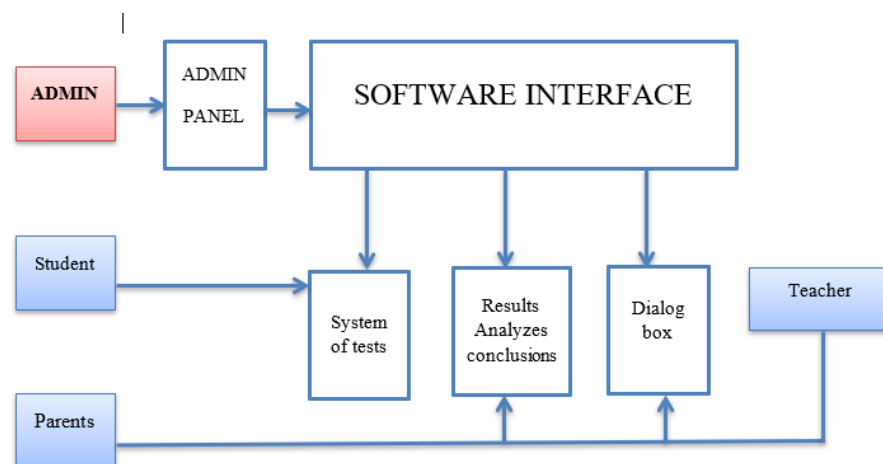 ADMIN
ADMIN
PANEL
SOFTWARE INTERFACE
Student
System
of tests
Results
Analyzes
conclusions
Dialog
box
Teacher
Parents